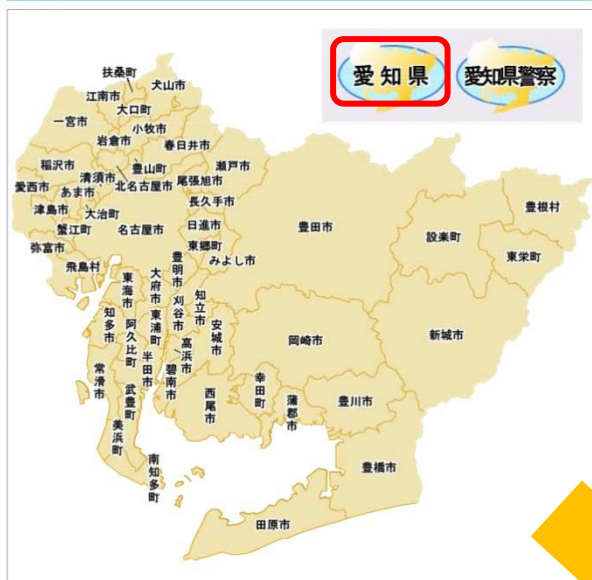 愛知県
愛知県警察
扶桑町
犬山市
江南市
大口町
一宮市
小牧市
岩倉市
春日井市
稲沢市
豊山町
瀬戸市
清須市
愛西市
あま市
北名古屋市
尾張旭市
豊根村
津島市
大治町
長久手市
設楽町
蟹江町
名古屋市
日進市
豊田市
東栄町
弥富市
東郷町
みよし市
飛島村
豊明市
東海市
大府市
刈谷市
知立市
知多市
阿久比町
東浦町
安城市
岡崎市
新城市
高浜市
常滑市
半田市
碧南市
武豊町
西尾市
幸田町
蒲郡市
豊川市
美浜町
南知多町
豊橋市
田原市